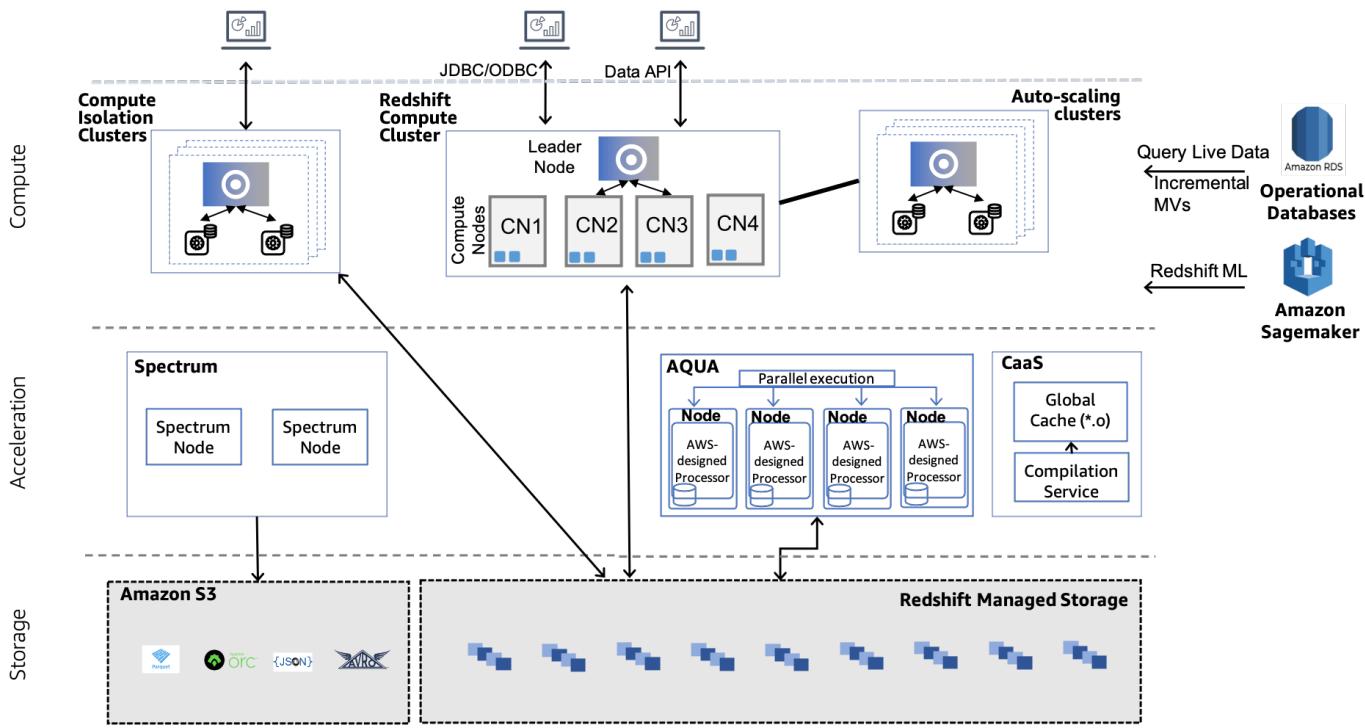 JDBC/ODBC
Data API
Compute
Isolation
Clusters
Redshift
Compute
Cluster
Auto-scaling
clusters
Compute
Leader
Node
Compute
Nodes
CN1
CN2
CN3
CN4
Query Live Data
Incremental
MVs
Amazon RDS
Operational
Databases
Redshift ML
Amazon
Sagemaker
Acceleration
Spectrum
Spectrum
Node
Spectrum
Node
AQUA
Parallel execution
Node
AWS-
designed
Processor
Node
AWS-
designed
Processor
Node
AWS-
designed
Processor
Node
AWS-
designed
Processor
CaaS
Global
Cache (*.o)
Compilation
Service
Storage
Amazon S3
Parquet
orc
{JSON}
AVRO
Redshift Managed Storage